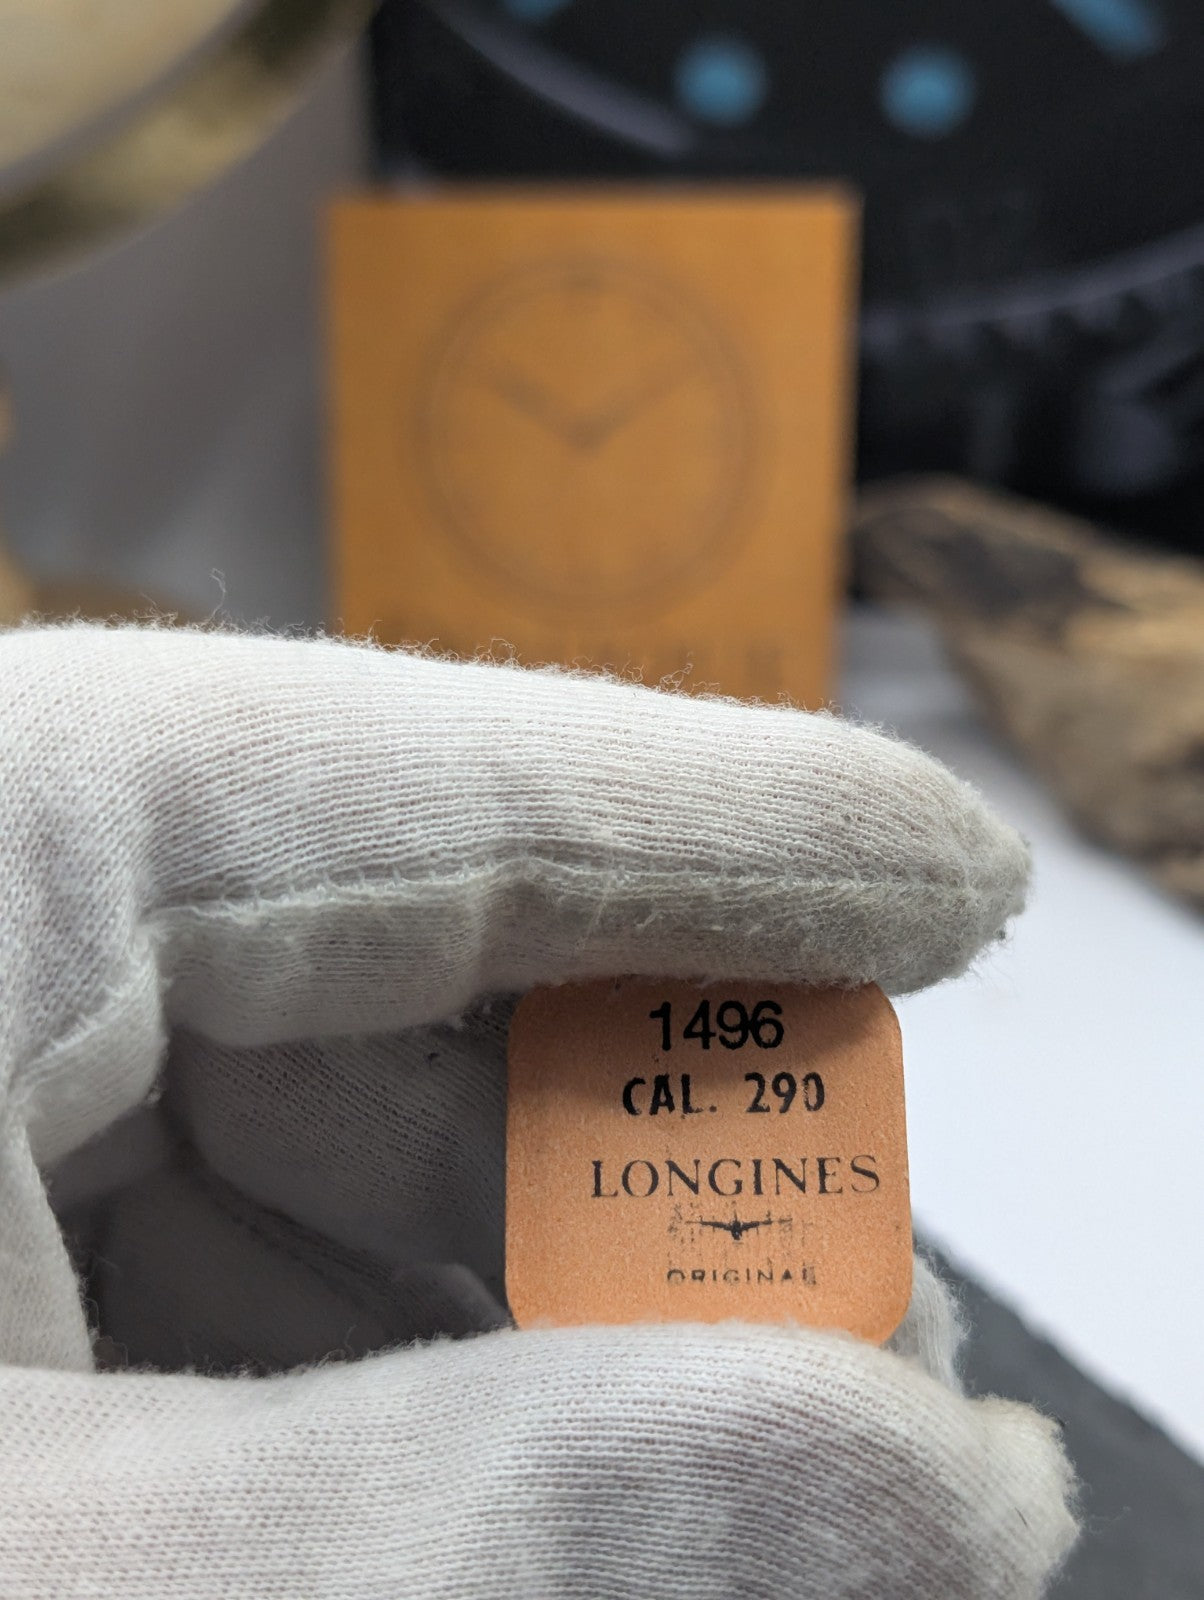 1496
CAL. 290
LONGINES
ORIGINAL